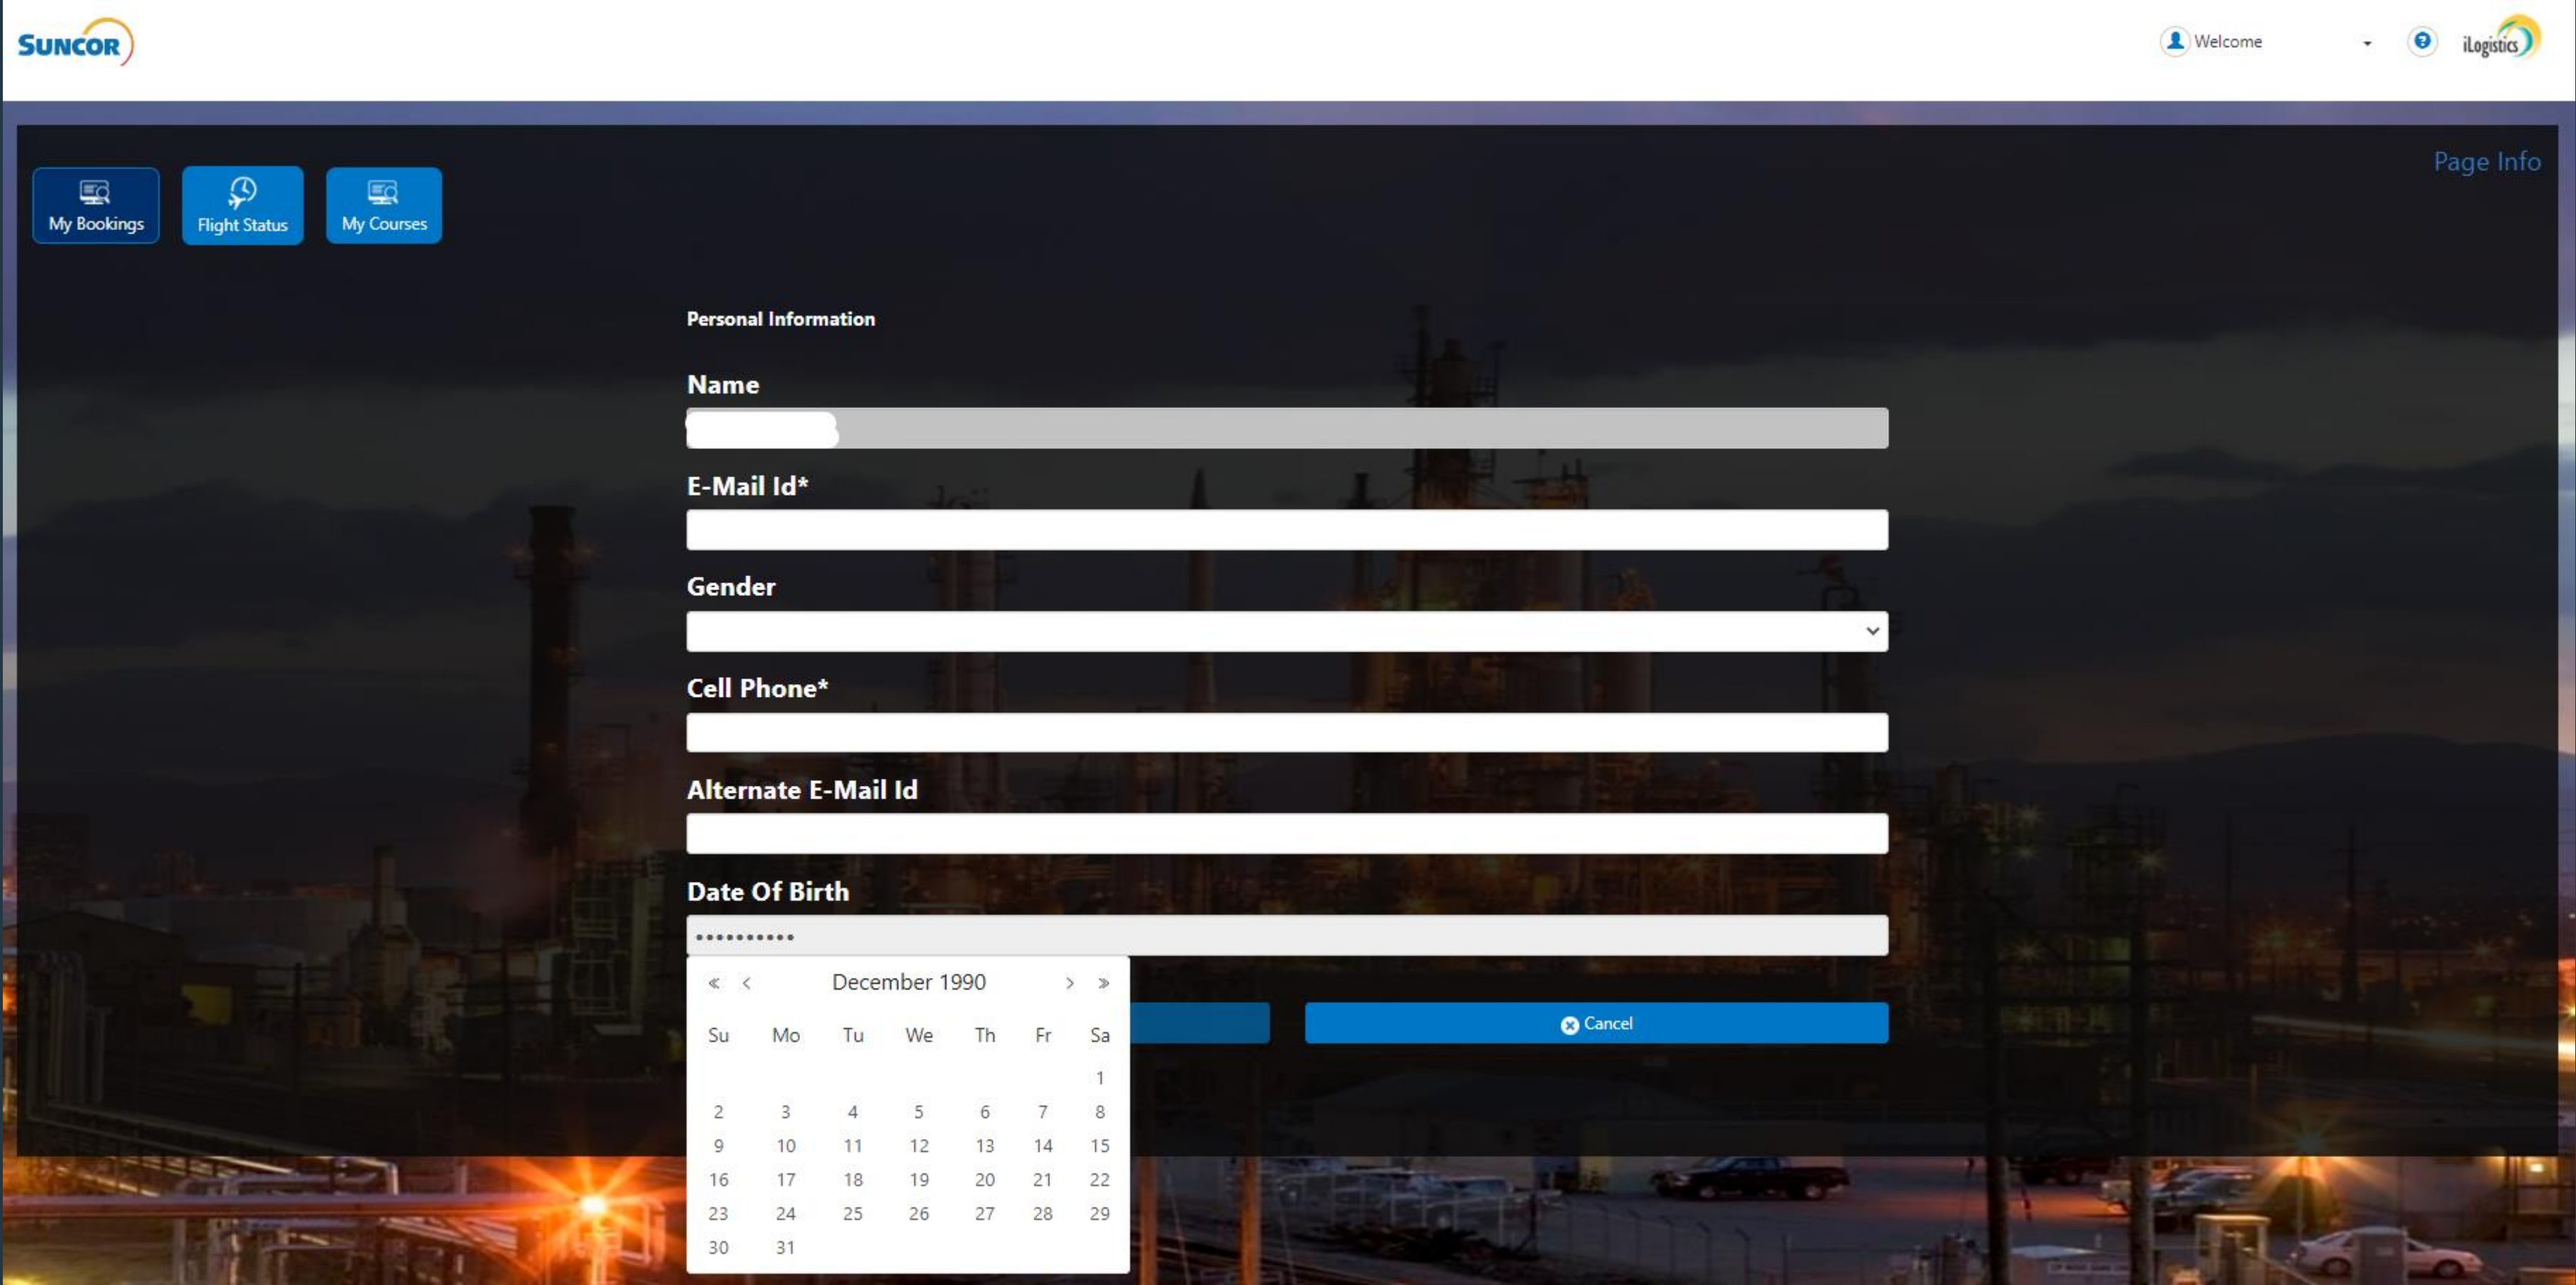 SUNCOR
Welcome
iLogistics
Page Info
My Bookings
Flight Status
My Courses
Personal Information
Name
E-Mail Id*
Gender
Cell Phone*
Alternate E-Mail Id
Date Of Birth
••••••••••
« < December 1990 > »
Su Mo Tu We Th Fr Sa
1
2 3 4 5 6 7 8
9 10 11 12 13 14 15
16 17 18 19 20 21 22
23 24 25 26 27 28 29
30 31
Cancel